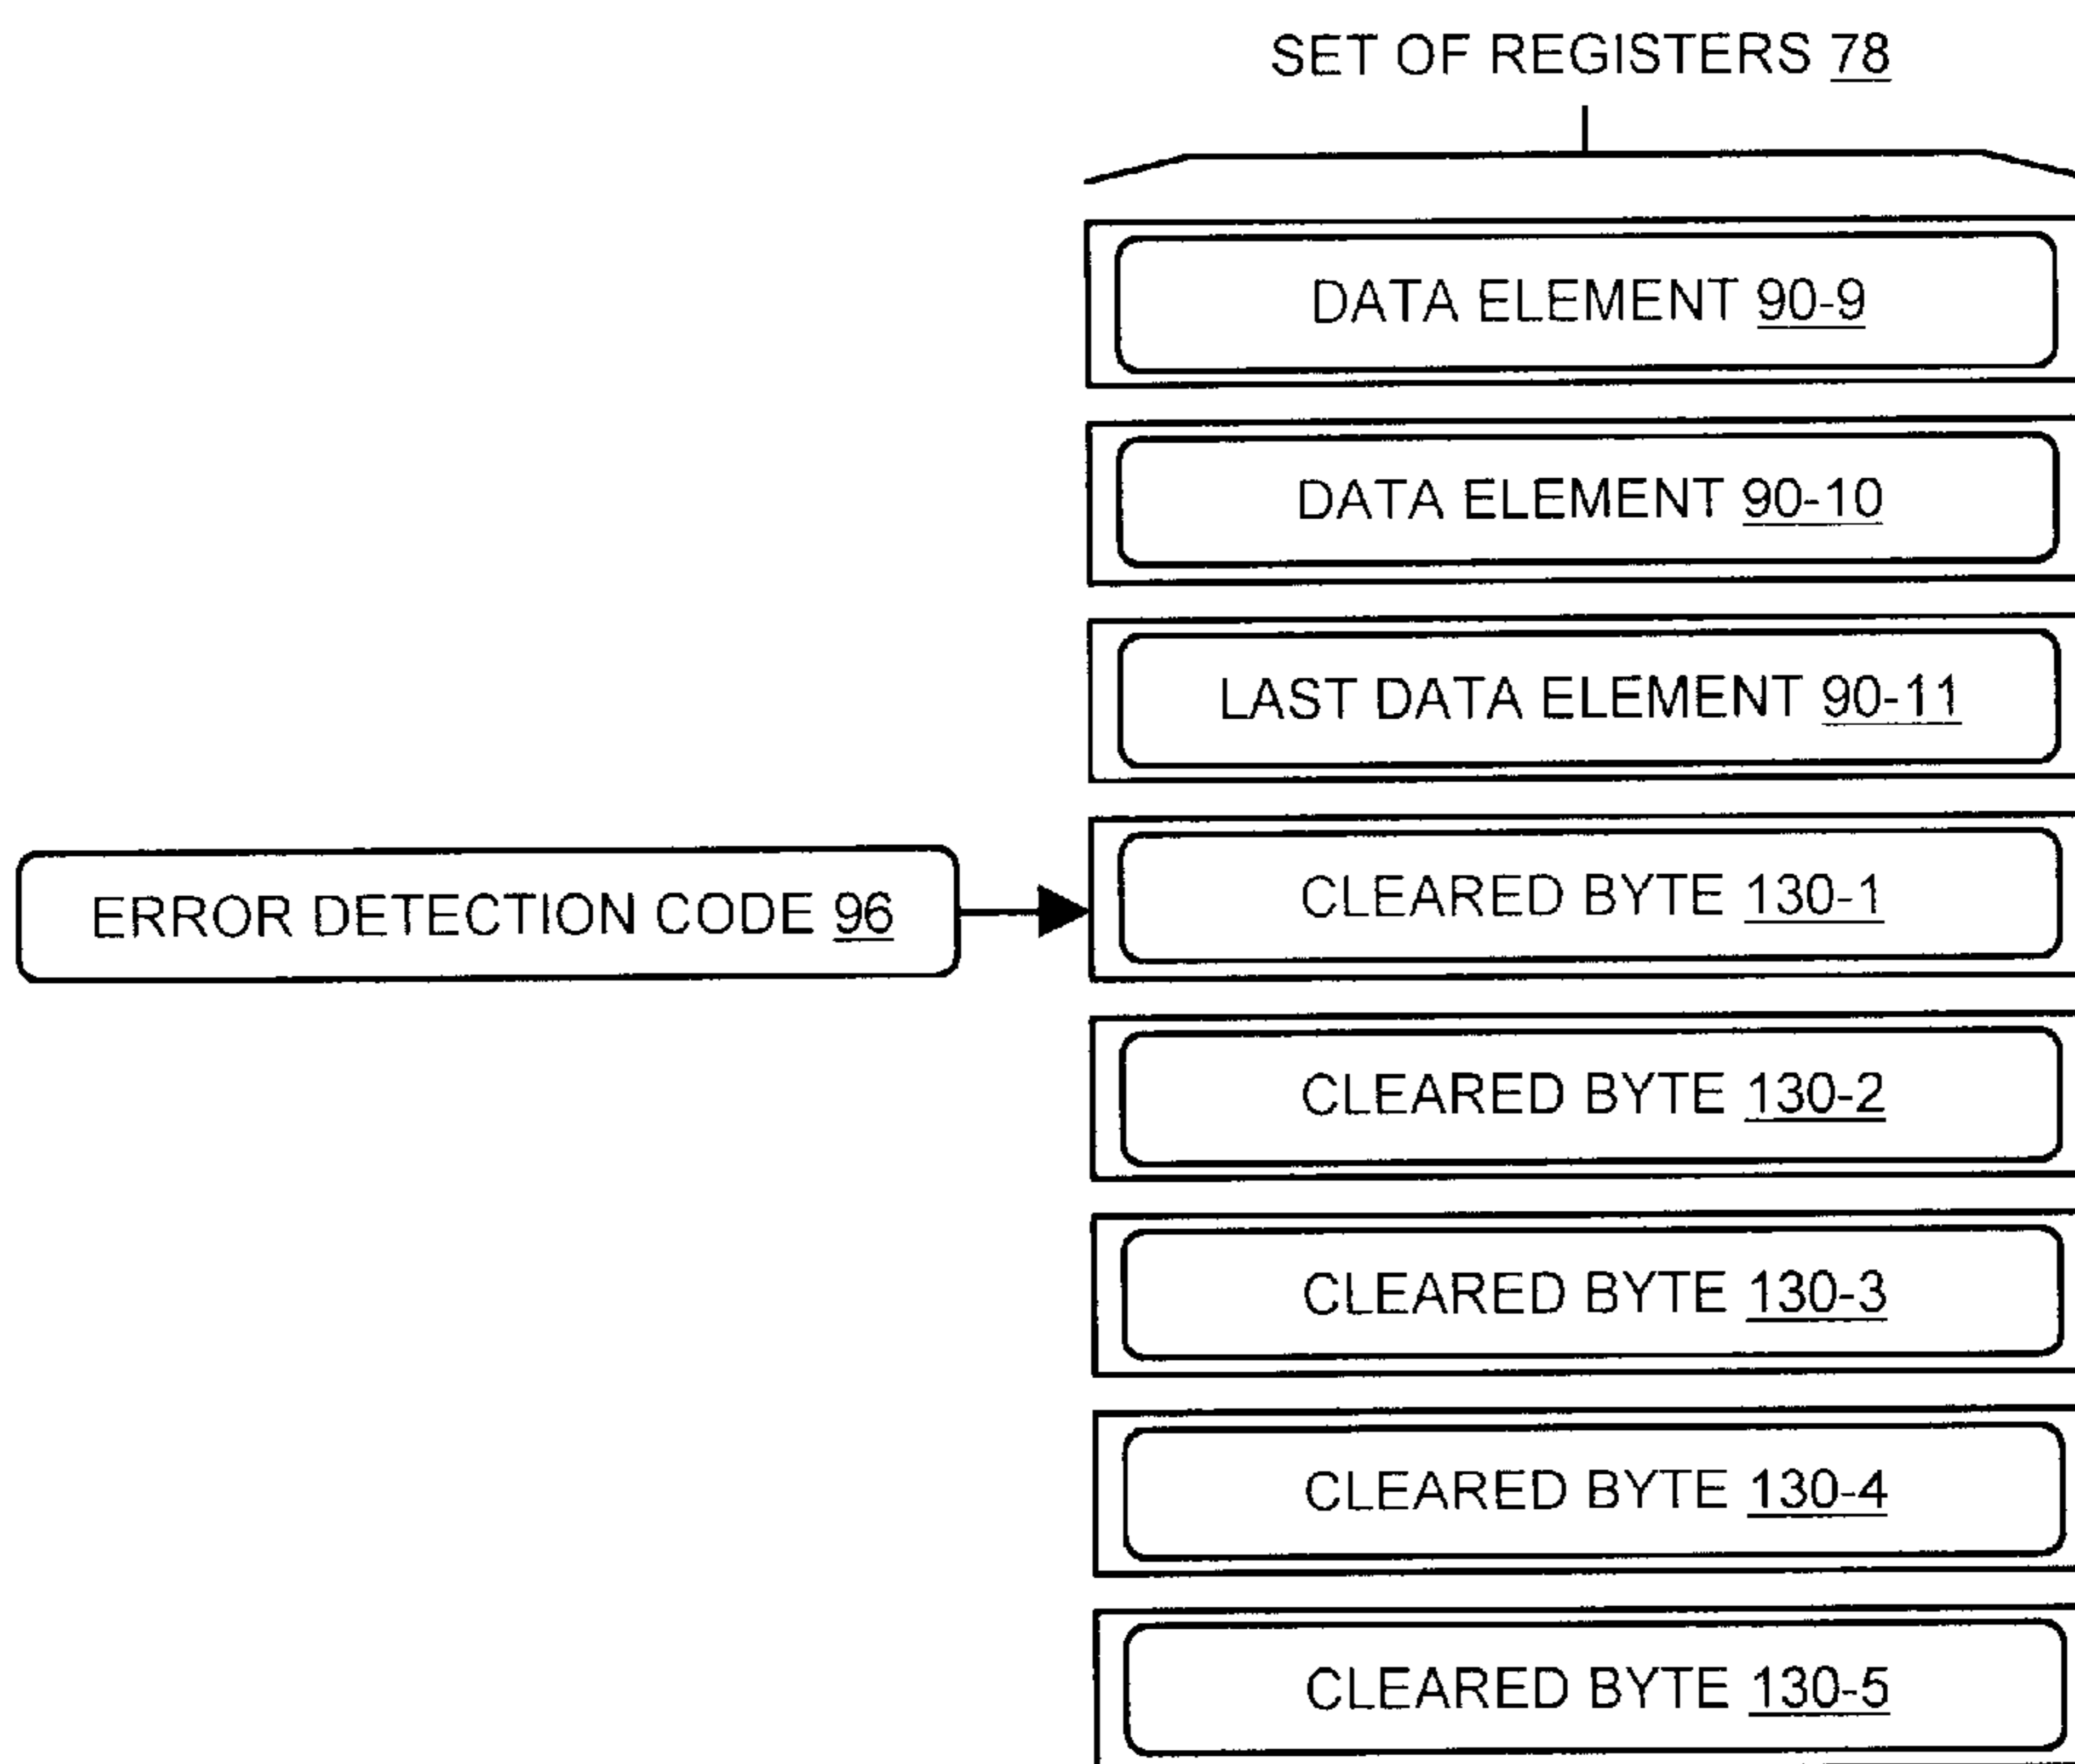 SET OF REGISTERS 78
DATA ELEMENT 90-9
DATA ELEMENT 90-10
LAST DATA ELEMENT 90-11
ERROR DETECTION CODE 96
CLEARED BYTE 130-1
CLEARED BYTE 130-2
CLEARED BYTE 130-3
CLEARED BYTE 130-4
CLEARED BYTE 130-5